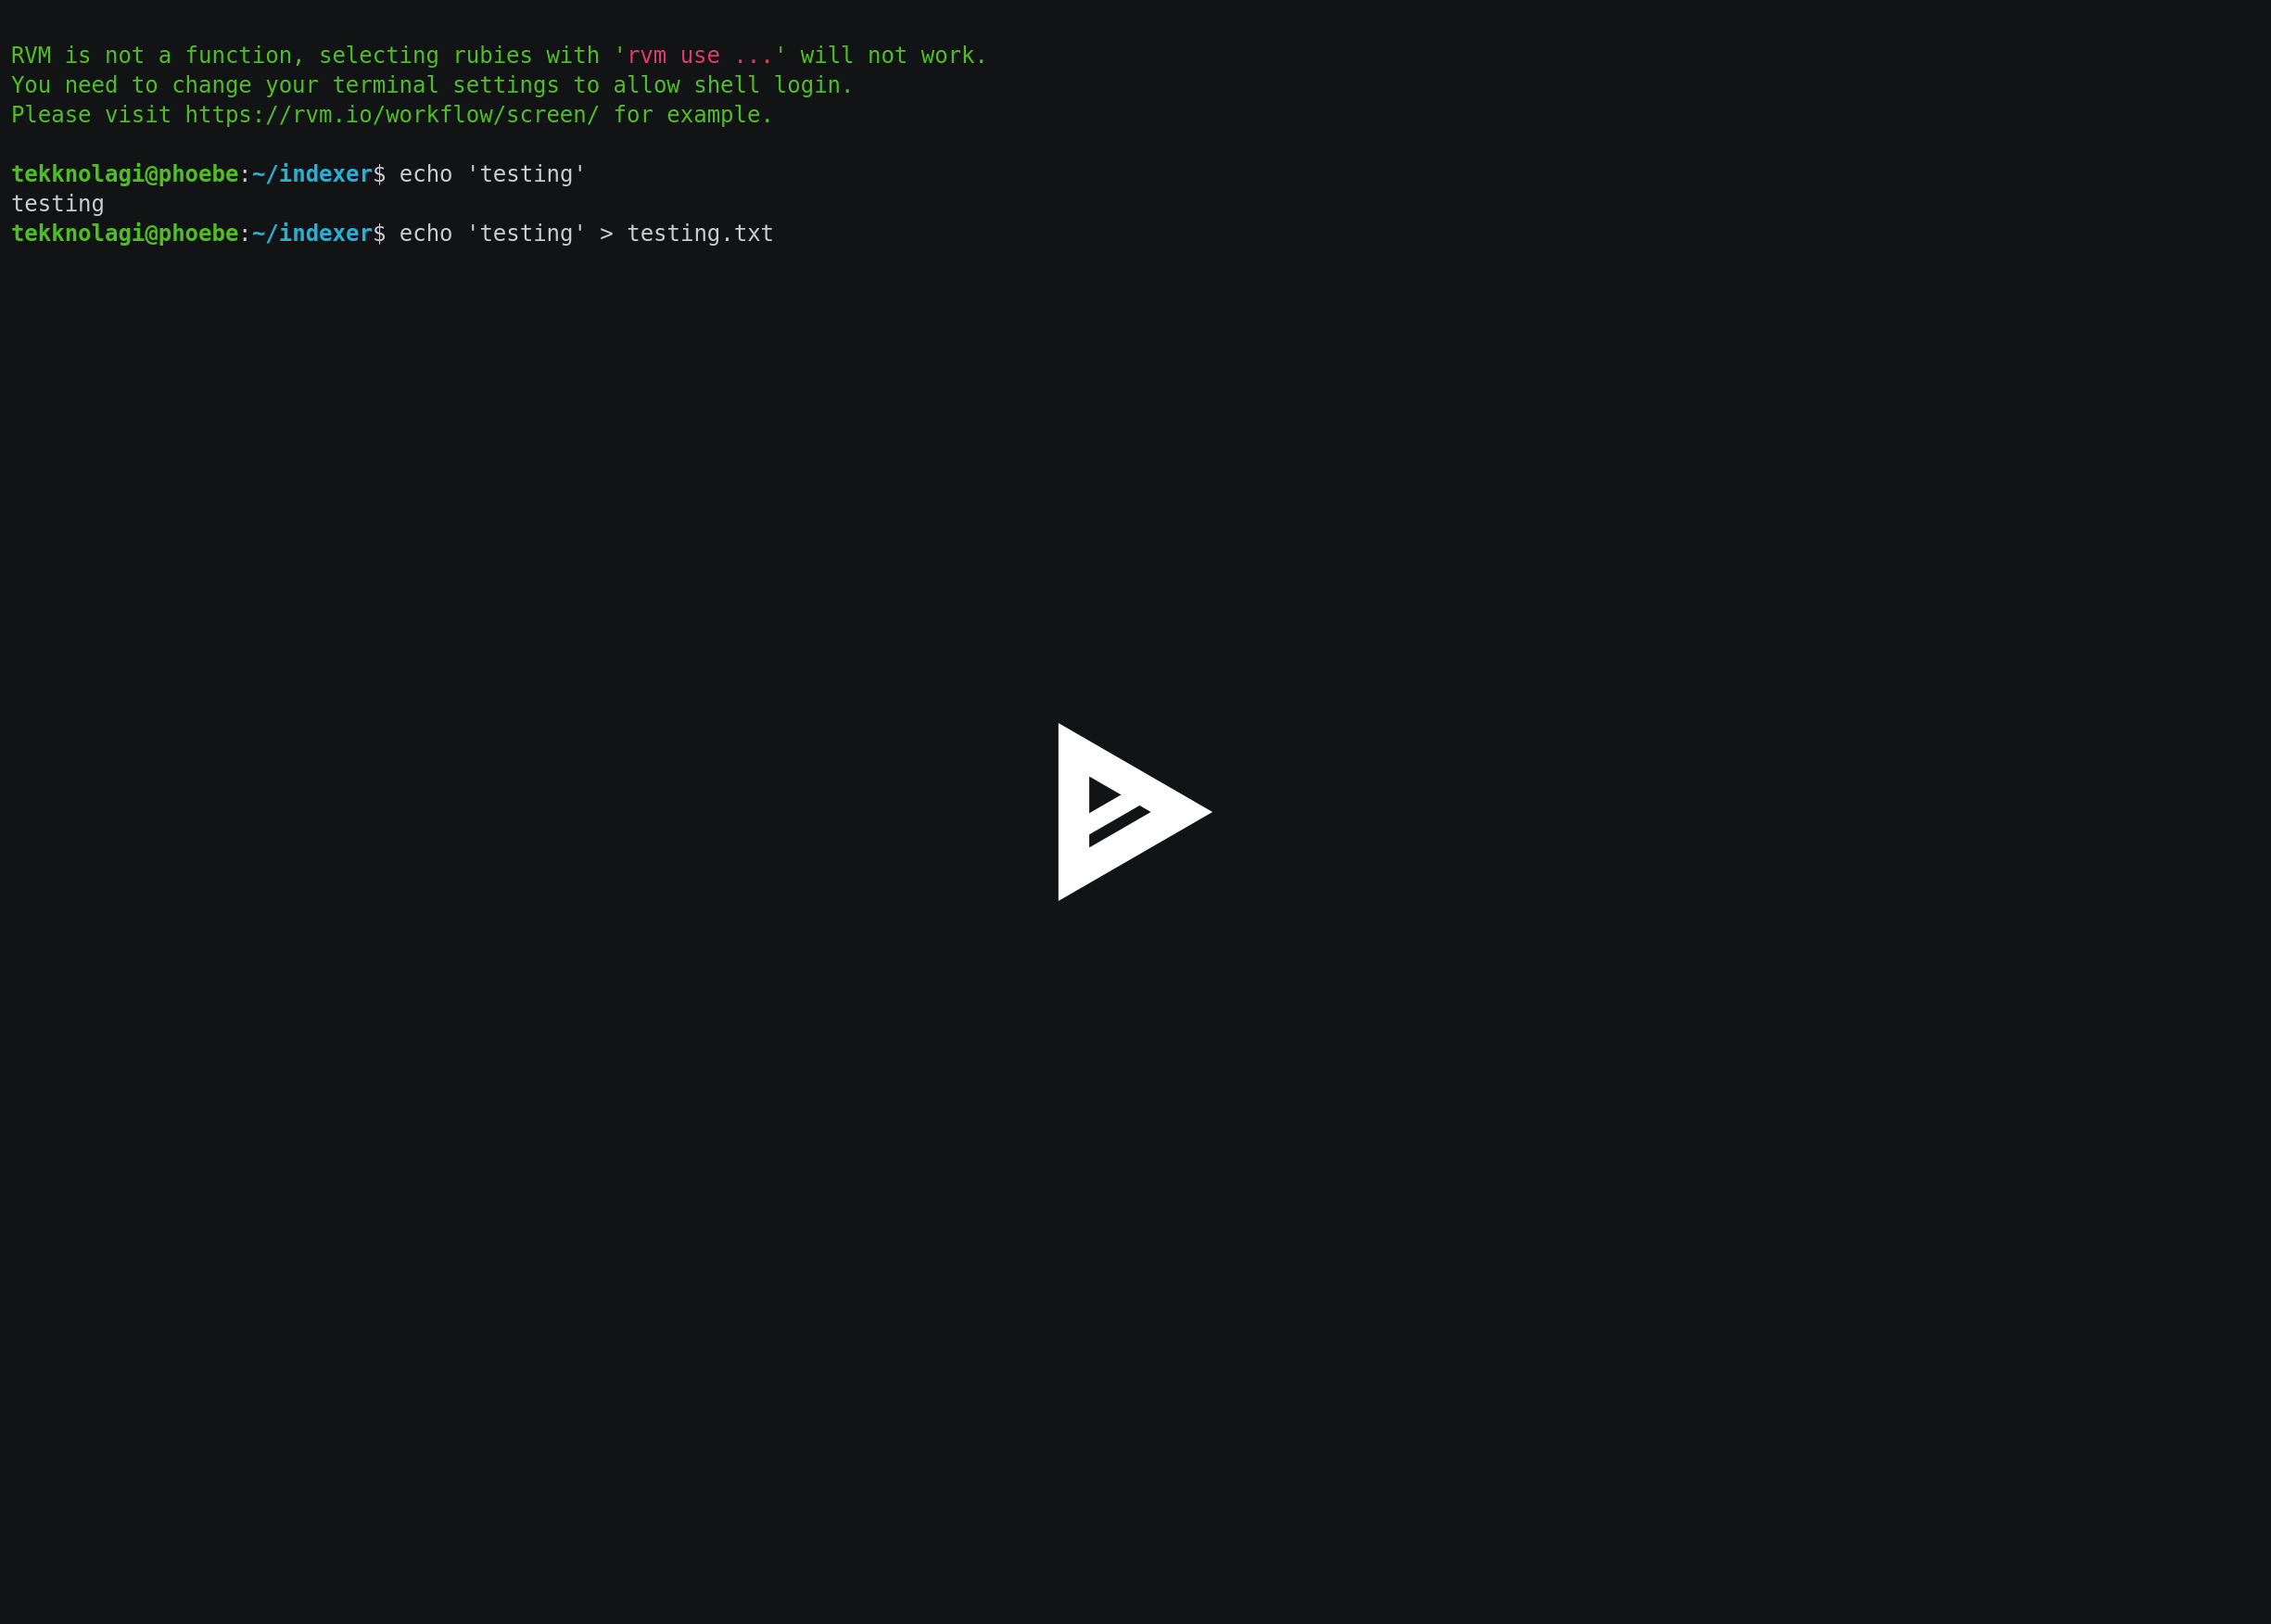 RVM is not a function, selecting rubies with 'rvm use ...' will not work.
You need to change your terminal settings to allow shell login.
Please visit https://rvm.io/workflow/screen/ for example.
tekknolagi@phoebe:~/indexer$ echo 'testing'
testing
tekknolagi@phoebe:~/indexer$ echo 'testing' > testing.txt